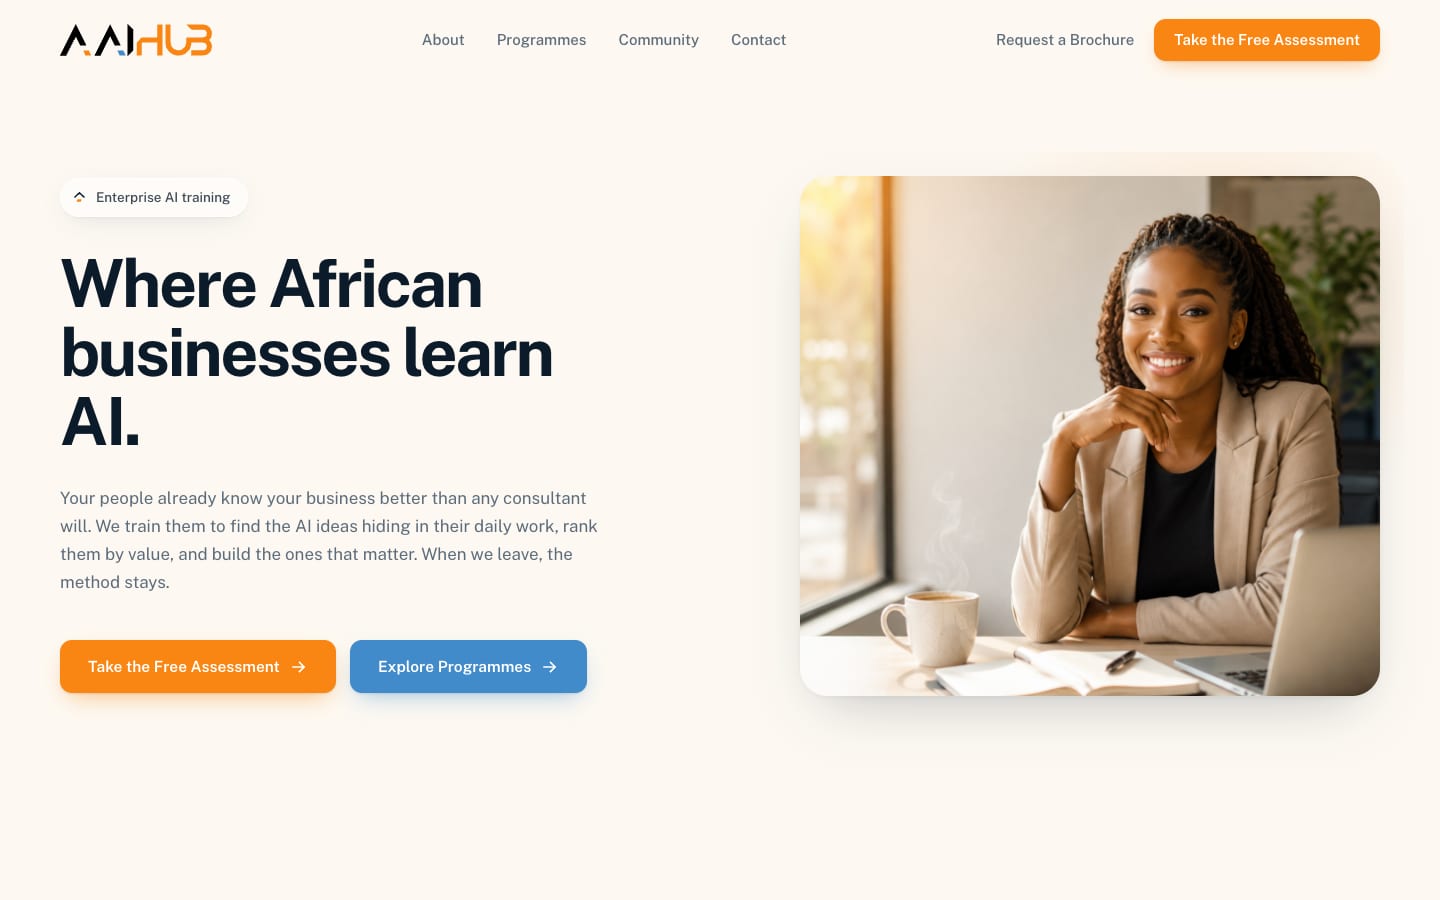 AAIHUB
About
Programmes
Community
Contact
Request a Brochure
Take the Free Assessment
Enterprise AI training
Where African
businesses learn
AI.
Your people already know your business better than any consultant
will. We train them to find the AI ideas hiding in their daily work, rank
them by value, and build the ones that matter. When we leave, the
method stays.
Take the Free Assessment →
Explore Programmes →